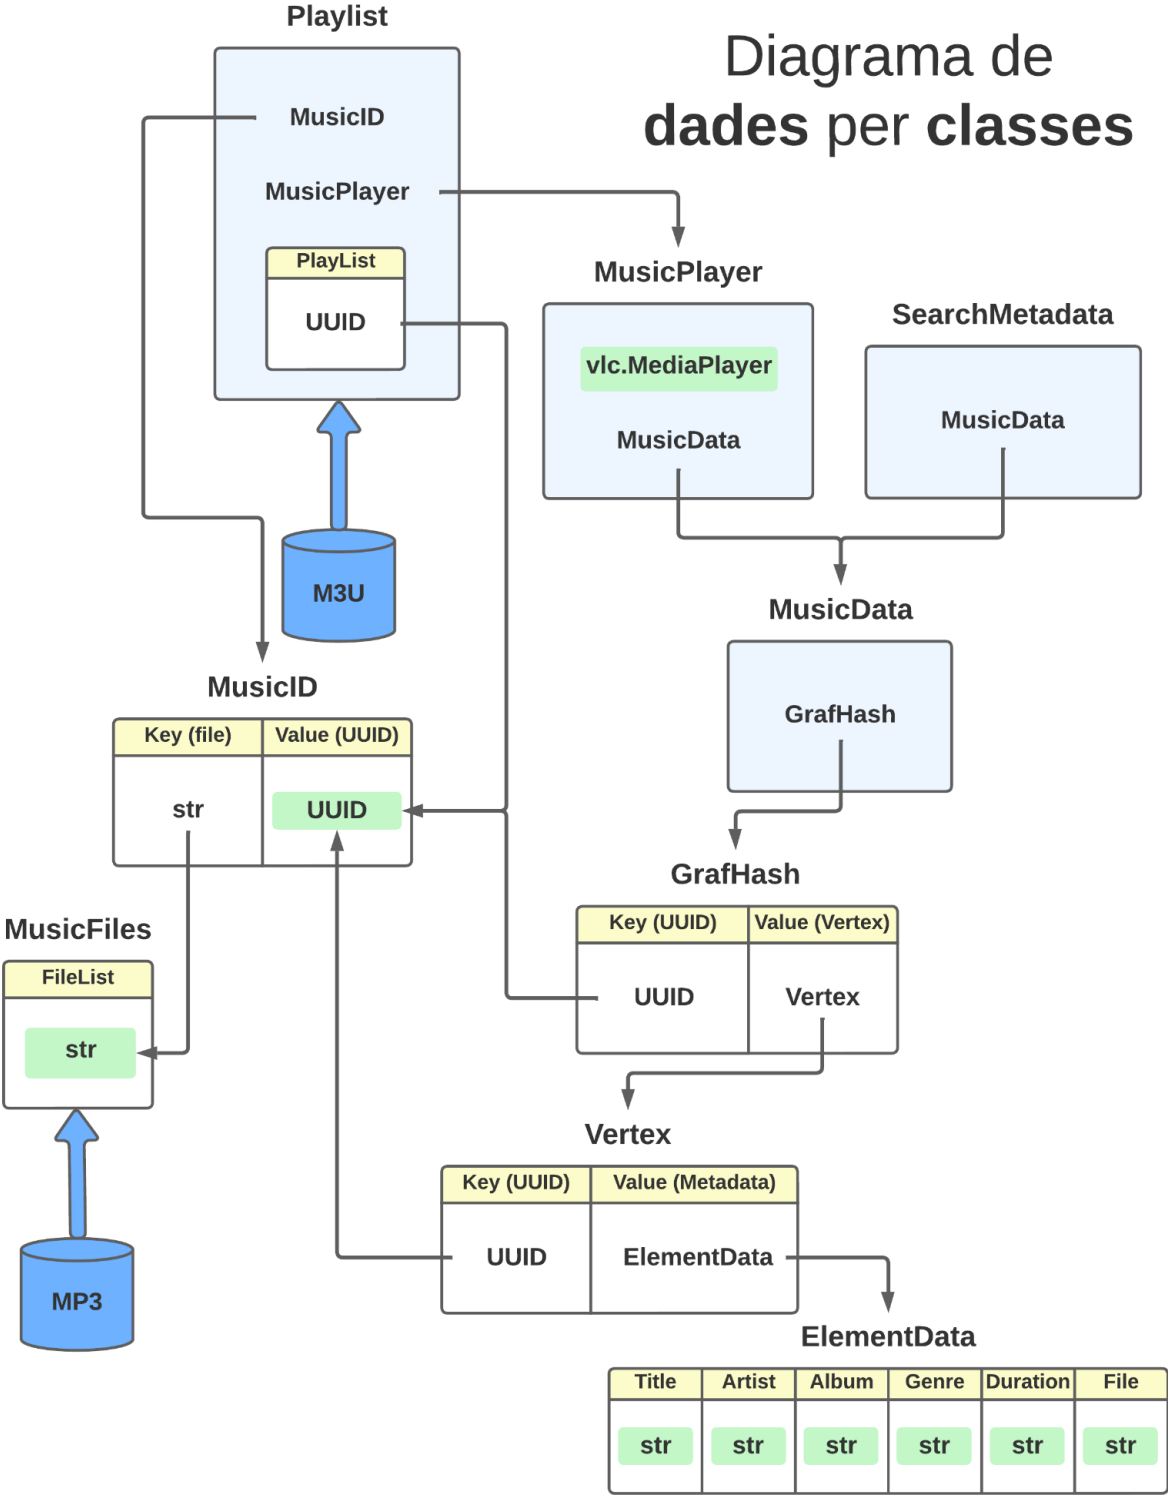 Playlist
Diagrama de
dades per classes
MusicID
MusicPlayer
PlayList
UUID
MusicPlayer
vlc.MediaPlayer
MusicData
SearchMetadata
MusicData
M3U
MusicData
GrafHash
MusicID
Key (file) Value (UUID)
str UUID
GrafHash
Key (UUID) Value (Vertex)
UUID Vertex
MusicFiles
FileList
str
MP3
Vertex
Key (UUID) Value (Metadata)
UUID ElementData
ElementData
Title Artist Album Genre Duration File
str str str str str str